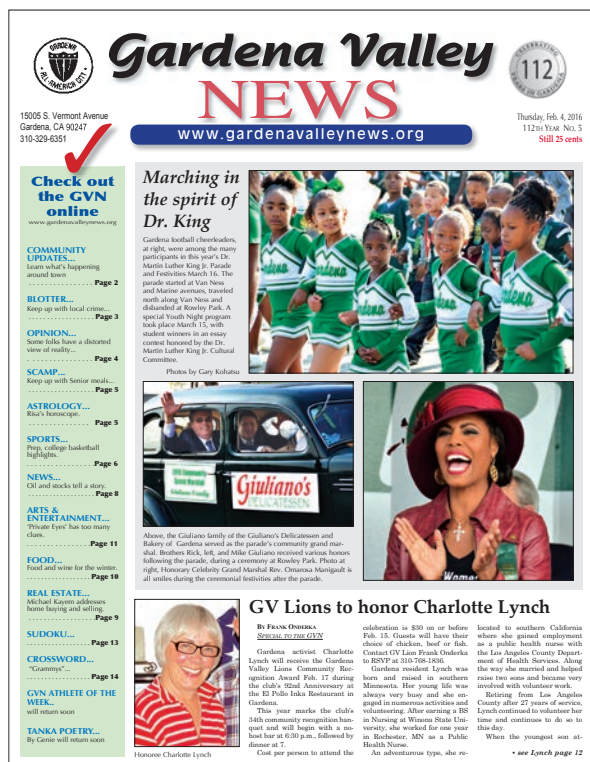 GARDENA
ALL-AMERICA CITY
Gardena Valley
NEWS
CELEBRATING
112
YEARS IN GARDENA
15005 S. Vermont Avenue
Gardena, CA 90247
310-329-6351
www.gardenavalleynews.org
Thursday, Feb. 4, 2016
112TH YEAR NO. 5
Still 25 cents
Check out
the GVN
online
www.gardenavalleynews.org
COMMUNITY
UPDATES...
Learn what's happening
around town
. . . . . . . . . . . . . . . . . Page 2
BLOTTER...
Keep up with local crime...
. . . . . . . . . . . . . . . . . Page 3
OPINION...
Some folks have a distorted
view of reality...
. . . . . . . . . . . . . . . . . Page 4
SCAMP...
Keep up with Senior meals...
. . . . . . . . . . . . . . . . . Page 5
ASTROLOGY...
Risa's horoscope.
. . . . . . . . . . . . . . . . . Page 5
SPORTS...
Prep, college basketball
highlights.
. . . . . . . . . . . . . . . . . Page 6
NEWS...
Oil and stocks tell a story.
. . . . . . . . . . . . . . . . . Page 8
ARTS &
ENTERTAINMENT...
'Private Eyes' has too many
clues.
. . . . . . . . . . . . . . . . Page 11
FOOD...
Food and wine for the winter.
. . . . . . . . . . . . . . . . Page 10
REAL ESTATE...
Michael Kayem addresses
home buying and selling.
. . . . . . . . . . . . . . . . . Page 9
SUDOKU...
. . . . . . . . . . . . . . . . Page 13
CROSSWORD...
"Grammys"...
. . . . . . . . . . . . . . . . Page 14
GVN ATHLETE OF THE
WEEK..
will return soon
TANKA POETRY...
By Genie will return soon
Marching in
the spirit of
Dr. King
Gardena football cheerleaders,
at right, were among the many
participants in this year's Dr.
Martin Luther King Jr. Parade
and Festivities March 16. The
parade started at Van Ness
and Marine avenues, traveled
north along Van Ness and
disbanded at Rowley Park. A
special Youth Night program
took place March 15, with
student winners in an essay
contest honored by the Dr.
Martin Luther King Jr. Cultural
Committee.
Photos by Gary Kohatsu
Gardena
Gardena
Gardena
2016 Community
Grand Marshal
Giuliano Family
Giuliano's
DELICATESSEN
Women
Above, the Giuliano family of the Giuliano's Delicatessen and
Bakery of Gardena served as the parade's community grand mar-
shal. Brothers Rick, left, and Mike Giuliano received various honors
following the parade, during a ceremony at Rowley Park. Photo at
right, Honorary Celebrity Grand Marshal Rev. Omarosa Manigault is
all smiles during the ceremonial festivities after the parade.
Honoree Charlotte Lynch
GV Lions to honor Charlotte Lynch
BY FRANK ONDERKA
SPECIAL TO THE GVN
Gardena activist Charlotte
Lynch will receive the Gardena
Valley Lions Community Rec-
ognition Award Feb. 17 during
the club's 92nd Anniversary at
the El Pollo Inka Restaurant in
Gardena.
This year marks the club's
34th community recognition ban-
quet and will begin with a no-
host bar at 6:30 p.m., followed by
dinner at 7.
Cost per person to attend the
celebration is $30 on or before
Feb. 15. Guests will have their
choice of chicken, beef or fish.
Contact GV Lion Frank Onderka
to RSVP at 310-768-1836.
Gardena resident Lynch was
born and raised in southern
Minnesota. Her young life was
always very busy and she en-
gaged in numerous activities and
volunteering. After earning a BS
in Nursing at Winona State Uni-
versity, she worked for one year
in Rochester, MN as a Public
Health Nurse.
An adventurous type, she re-
located to southern California
where she gained employment
as a public health nurse with
the Los Angeles County Depart-
ment of Health Services. Along
the way she married and helped
raise two sons and became very
involved with volunteer work.
Retiring from Los Angeles
County after 27 years of service,
Lynch continued to volunteer her
time and continues to do so to
this day.
When the youngest son at-
• see Lynch page 12